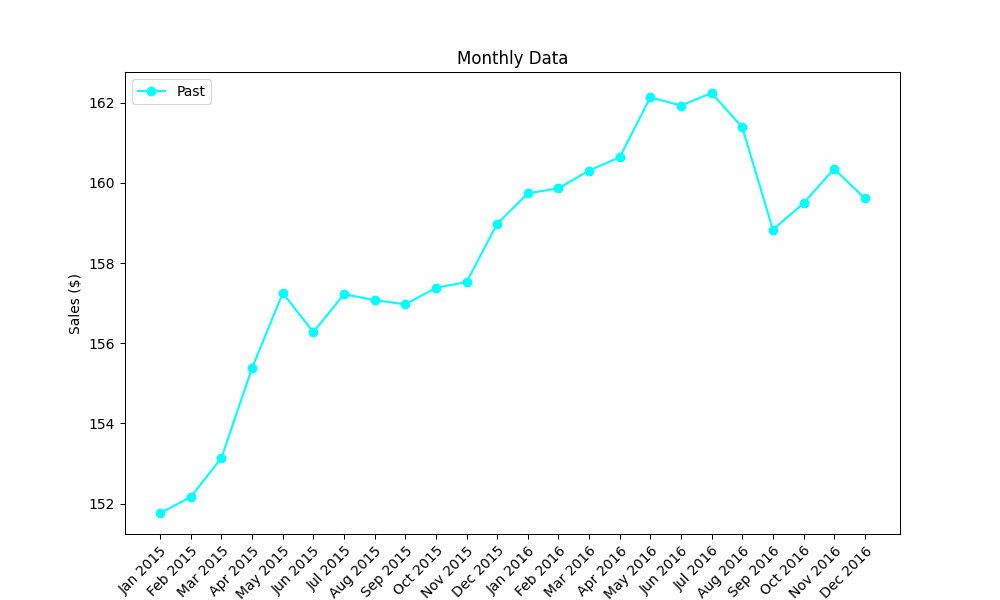 Monthly Data
Past
Sales ($)
162
160
158
156
154
152
Jan 2015
Feb 2015
Mar 2015
Apr 2015
May 2015
Jun 2015
Jul 2015
Aug 2015
Sep 2015
Oct 2015
Nov 2015
Dec 2015
Jan 2016
Feb 2016
Mar 2016
Apr 2016
May 2016
Jun 2016
Jul 2016
Aug 2016
Sep 2016
Oct 2016
Nov 2016
Dec 2016